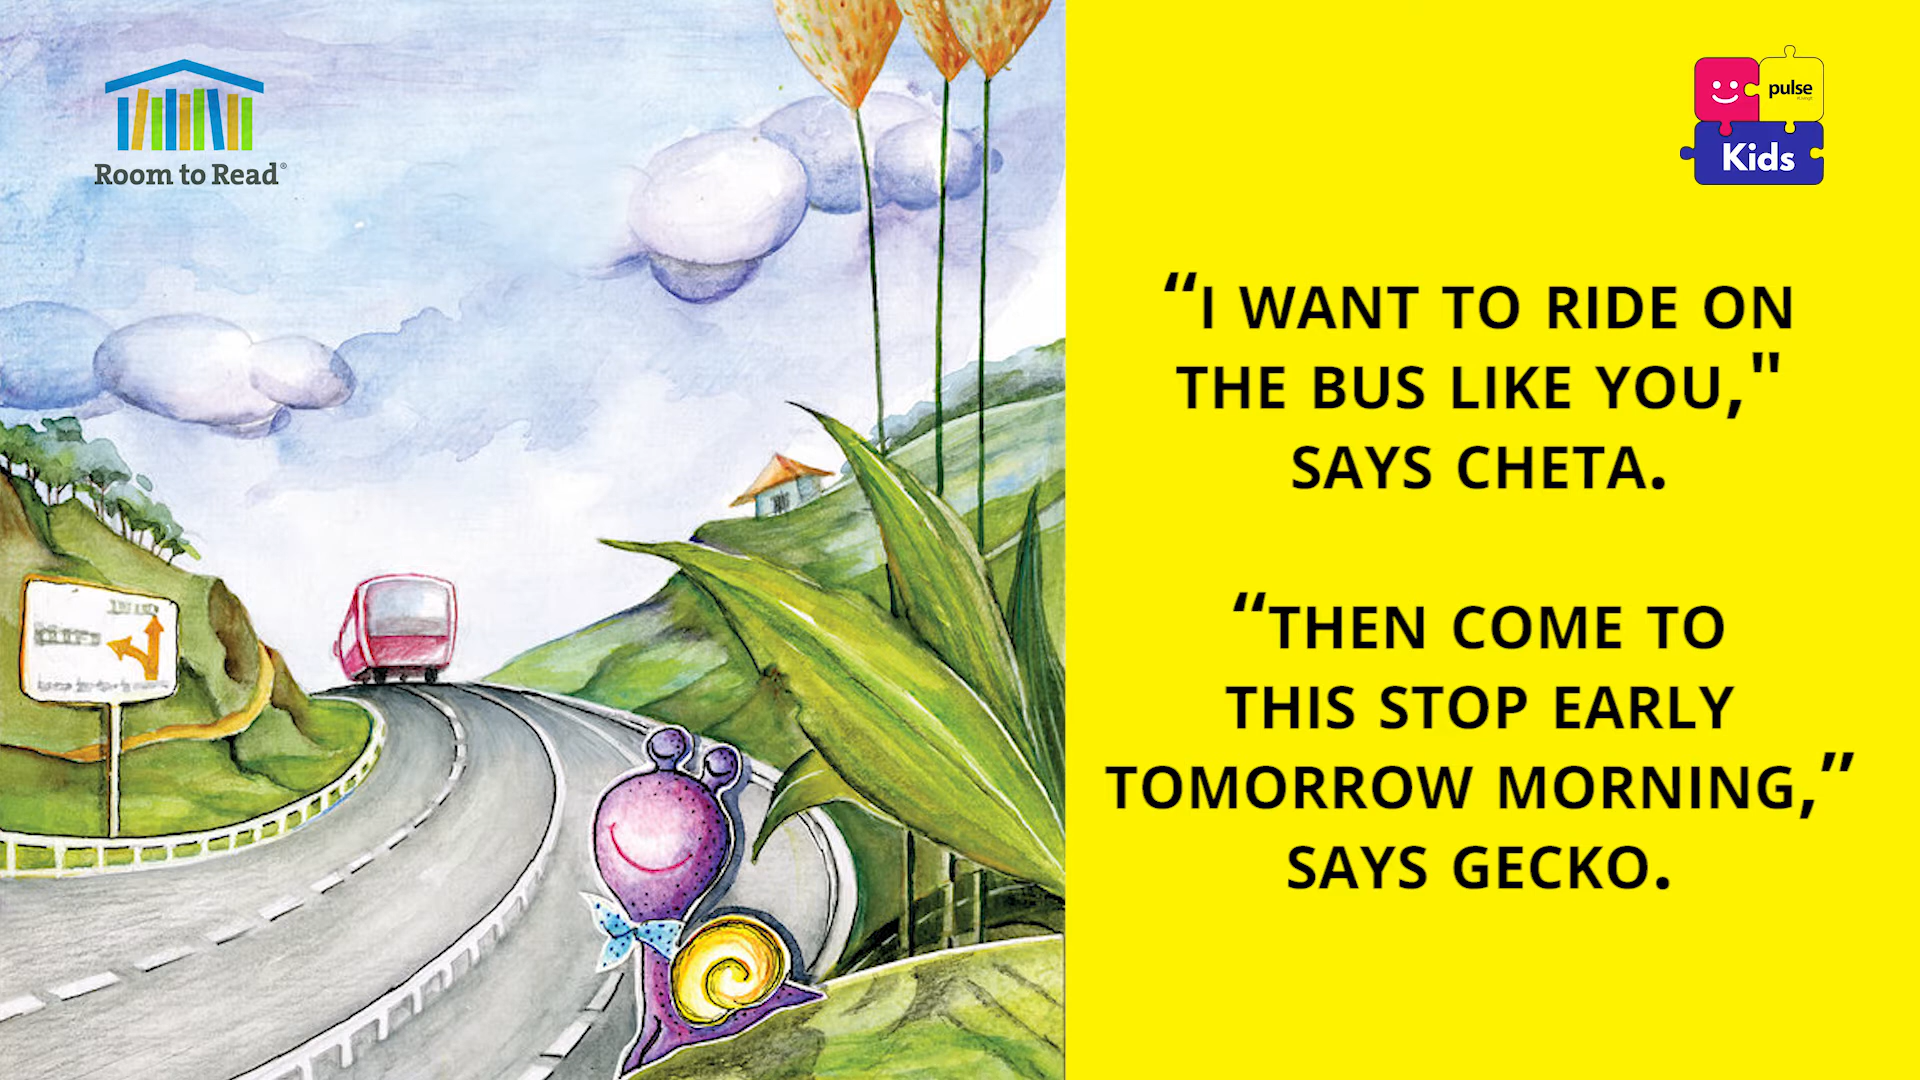 Room to Read®
pulse
Kids
“I WANT TO RIDE ON
THE BUS LIKE YOU,"
SAYS CHETA.
“THEN COME TO
THIS STOP EARLY
TOMORROW MORNING,”
SAYS GECKO.